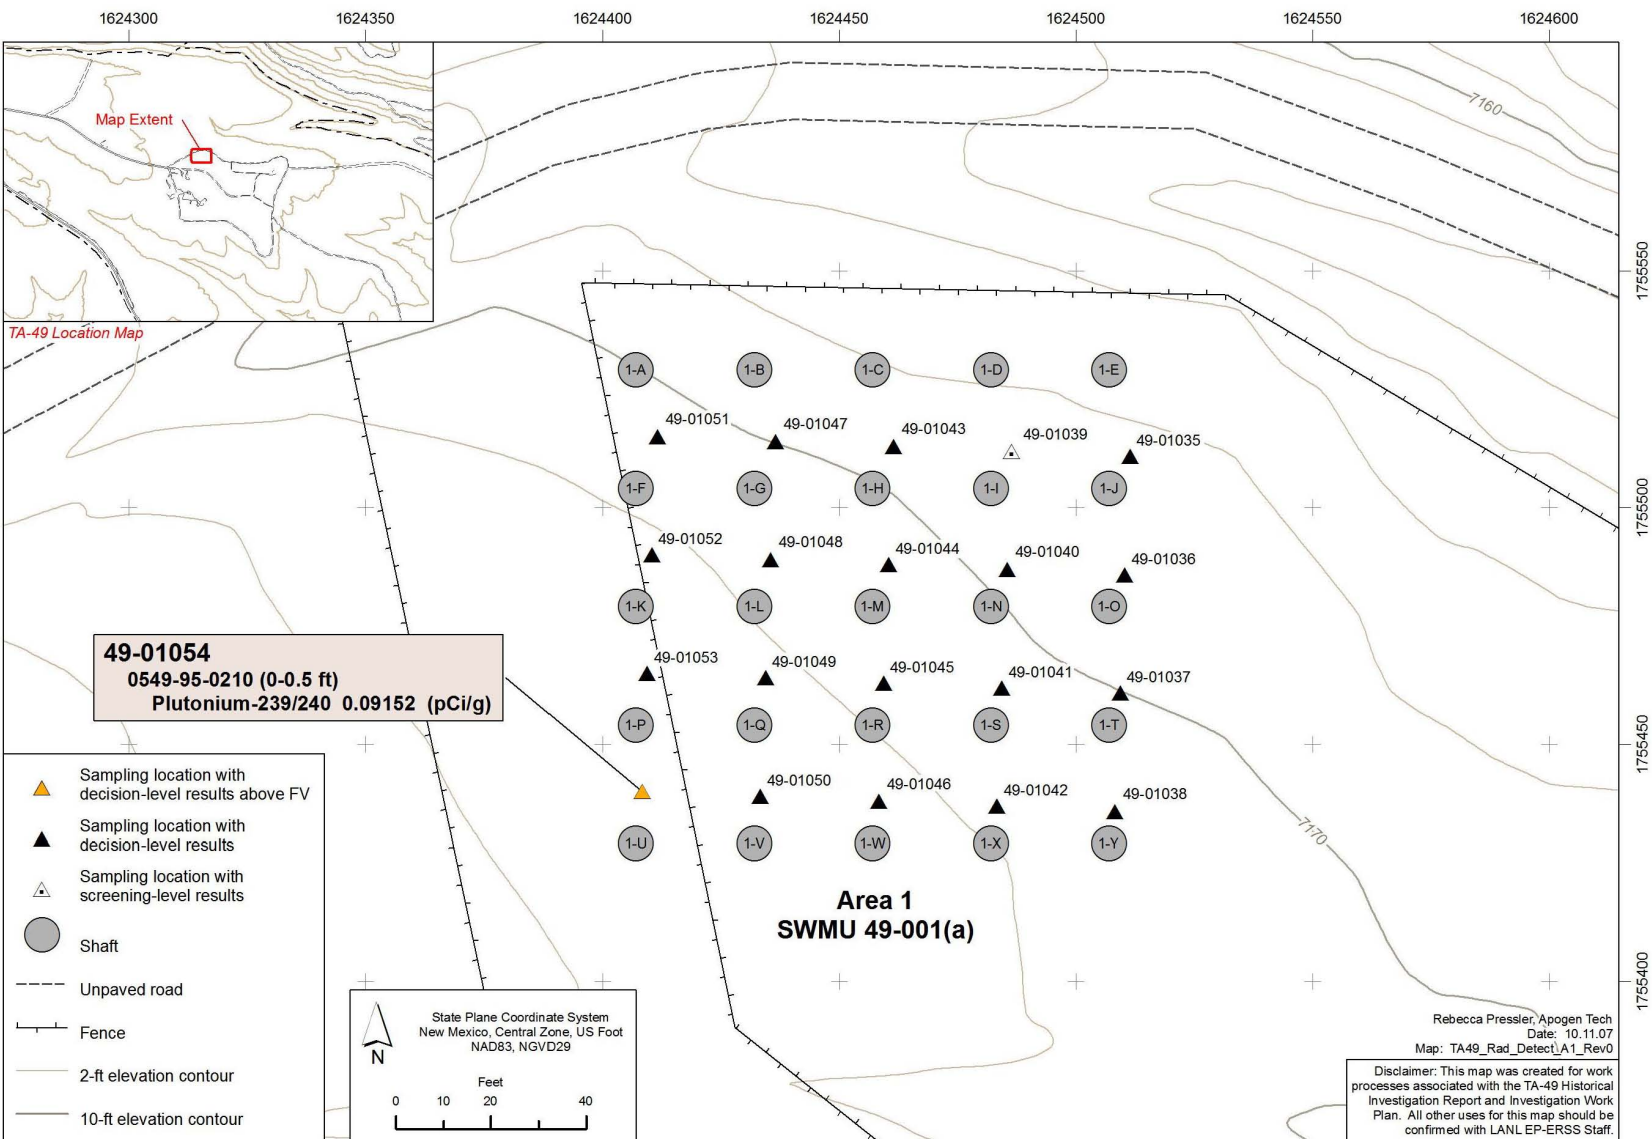 1624300 1624350 1624400 1624450 1624500 1624550 1624600
Map Extent
TA-49 Location Map
7160
1755550
1-A 1-B 1-C 1-D 1-E
49-01051 49-01047 49-01043 49-01039 49-01035
1-F 1-G 1-H 1-I 1-J
1755500
49-01052 49-01048 49-01044 49-01040 49-01036
1-K 1-L 1-M 1-N 1-O
49-01054
0549-95-0210 (0-0.5 ft)
Plutonium-239/240 0.09152 (pCi/g)
49-01053 49-01049 49-01045 49-01041 49-01037
1-P 1-Q 1-R 1-S 1-T
1755450
49-01050 49-01046 49-01042 49-01038
1-U 1-V 1-W 1-X 1-Y
7170
Area 1
SWMU 49-001(a)
1755400
Sampling location with
decision-level results above FV
Sampling location with
decision-level results
Sampling location with
screening-level results
Shaft
Unpaved road
Fence
2-ft elevation contour
10-ft elevation contour
N
State Plane Coordinate System
New Mexico, Central Zone, US Foot
NAD83, NGVD29
Feet
0 10 20 40
Rebecca Pressler, Apogen Tech
Date: 10.11.07
Map: TA49_Rad_Detect_A1_Rev0
Disclaimer: This map was created for work
processes associated with the TA-49 Historical
Investigation Report and Investigation Work
Plan. All other uses for this map should be
confirmed with LANL EP-ERSS Staff.